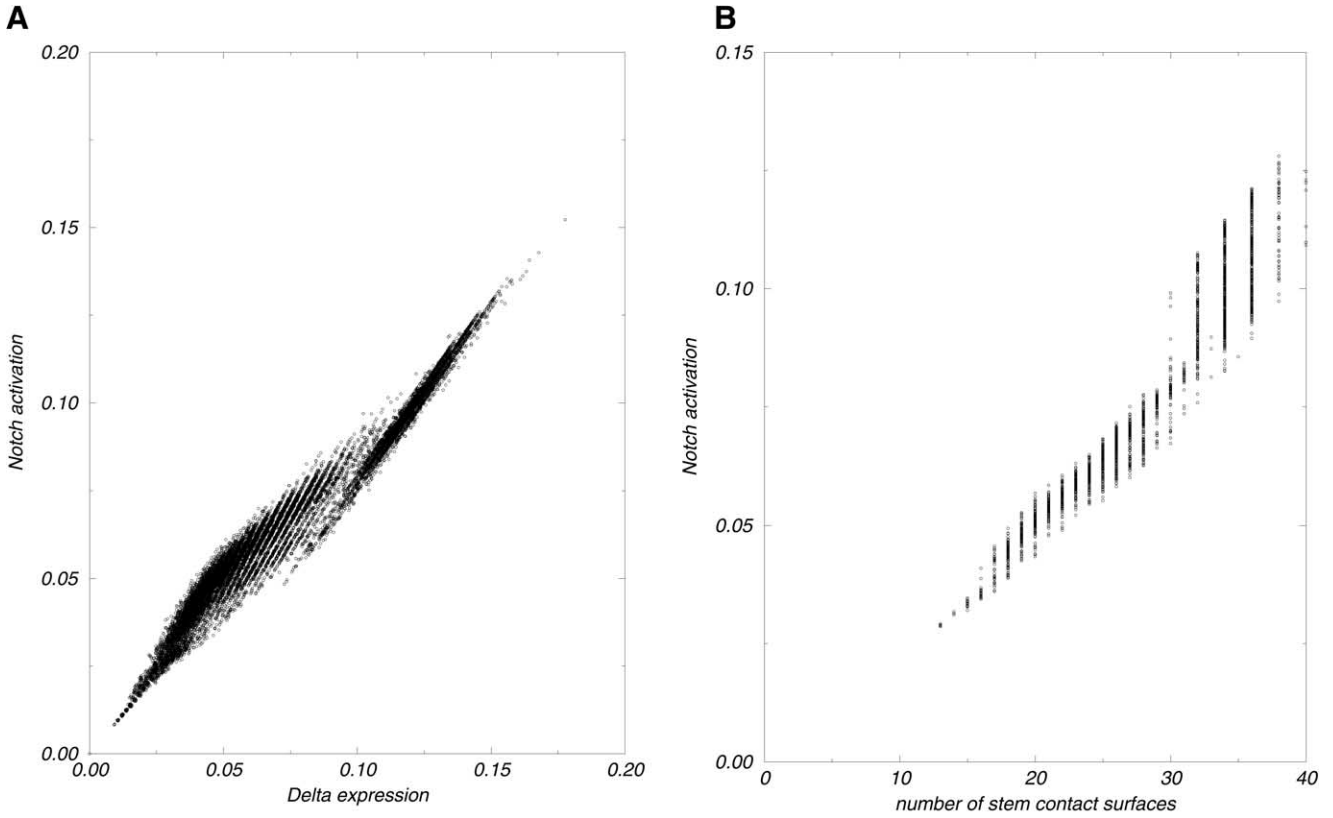 A
B
0.20
0.15
0.10
0.05
0.00
Notch activation
0.00 0.05 0.10 0.15 0.20
Delta expression
0.15
0.10
0.05
0.00
Notch activation
0 10 20 30 40
number of stem contact surfaces